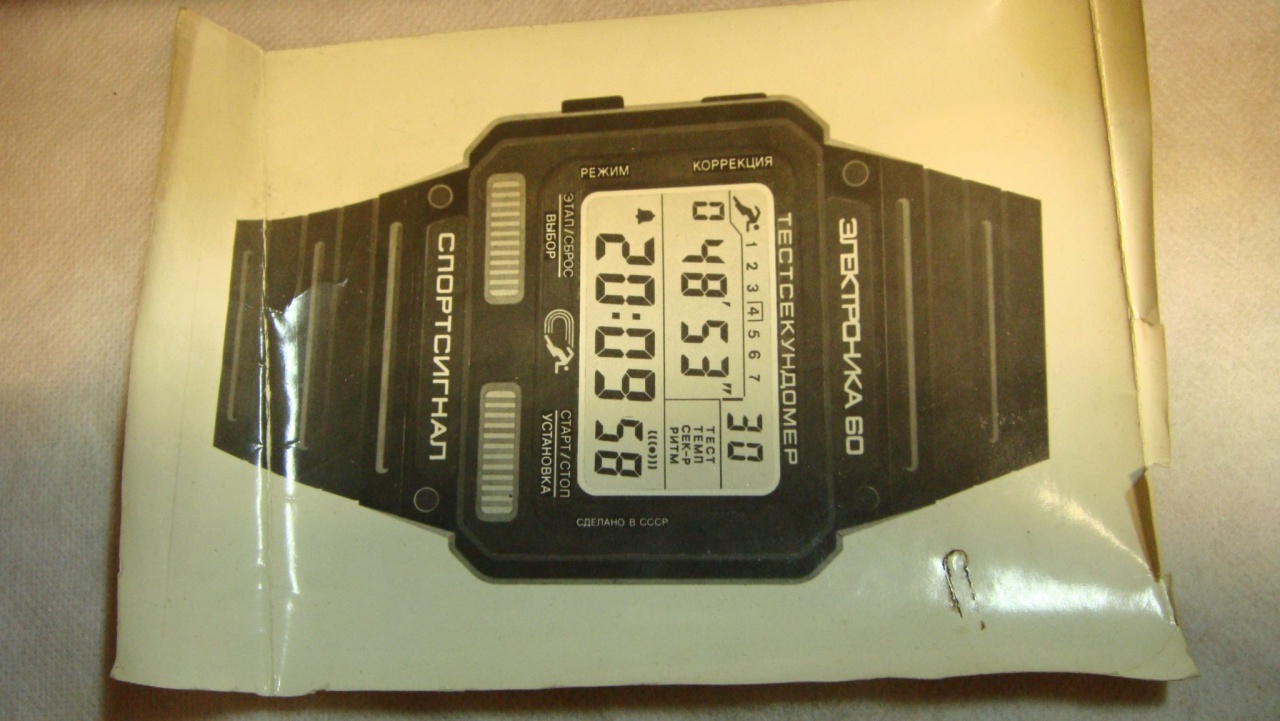 ЭЛЕКТРОНИКА 60
ТЕСТСЕКУНДОМЕР
КОРРЕКЦИЯ
РЕЖИМ
1 2 3 4 5 6 7
30
0 48'53"
ТЕСТ
ТЕМП
СЕК-Р
РИТМ
20:09 58
ЭТАП/СБРОС
ВЫБОР
СТАРТ/СТОП
УСТАНОВКА
СДЕЛАНО В СССР
СПОРТСИГНАЛ